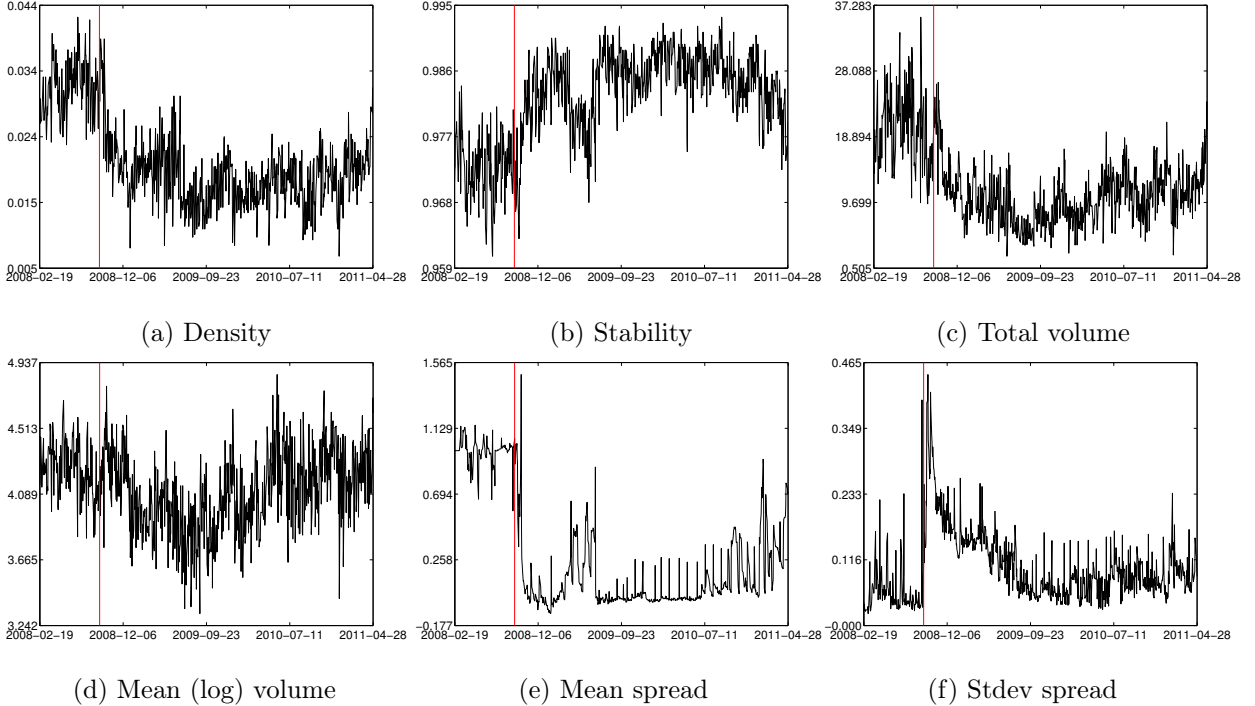 0.044
0.034
0.024
0.015
0.005
2008−02−19 2008−12−06 2009−09−23 2010−07−11 2011−04−28
(a) Density
0.995
0.986
0.977
0.968
0.959
2008−02−19 2008−12−06 2009−09−23 2010−07−11 2011−04−28
(b) Stability
37.283
28.088
18.894
9.699
0.505
2008−02−19 2008−12−06 2009−09−23 2010−07−11 2011−04−28
(c) Total volume
4.937
4.513
4.089
3.665
3.242
2008−02−19 2008−12−06 2009−09−23 2010−07−11 2011−04−28
(d) Mean (log) volume
1.565
1.129
0.694
0.258
−0.177
2008−02−19 2008−12−06 2009−09−23 2010−07−11 2011−04−28
(e) Mean spread
0.465
0.349
0.233
0.116
−0.000
2008−02−19 2008−12−06 2009−09−23 2010−07−11 2011−04−28
(f) Stdev spread